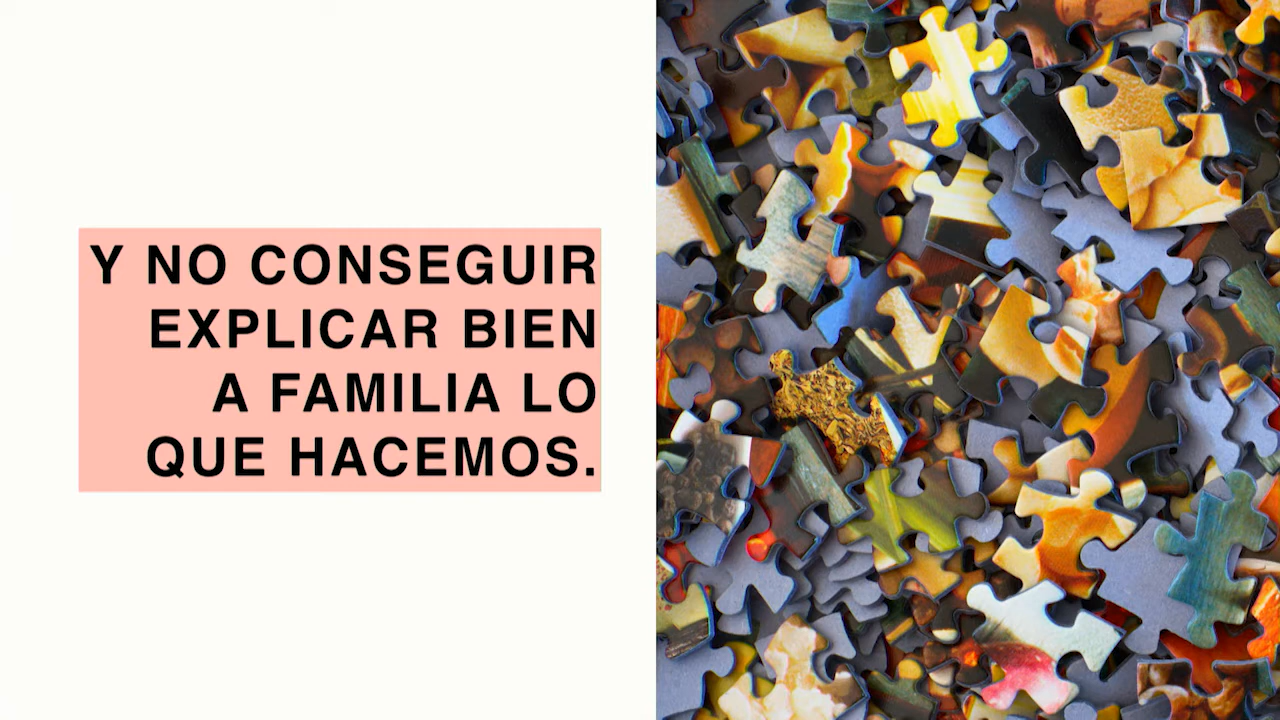 Y NO CONSEGUIR
EXPLICAR BIEN
A FAMILIA LO
QUE HACEMOS.